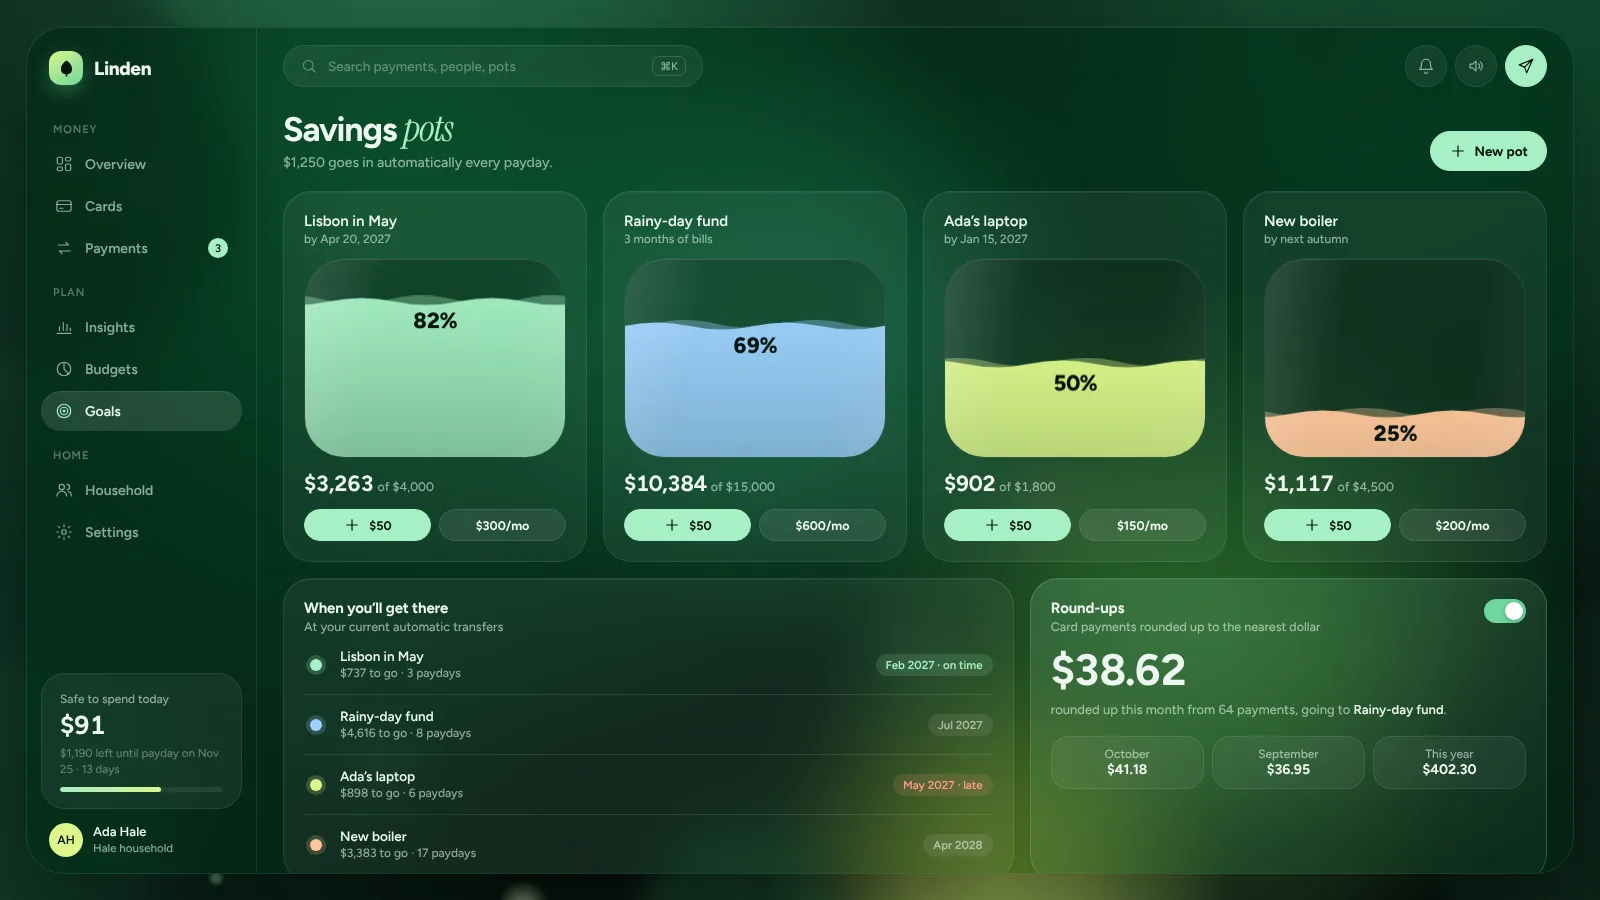 Linden
MONEY
Overview
Cards
Payments
3
PLAN
Insights
Budgets
Goals
HOME
Household
Settings
Safe to spend today
$91
$1,190 left until payday on Nov
25 · 13 days
AH
Ada Hale
Hale household
Search payments, people, pots
⌘K
Savings pots
$1,250 goes in automatically every payday.
New pot
Lisbon in May
by Apr 20, 2027
82%
$3,263 of $4,000
$50
$300/mo
Rainy-day fund
3 months of bills
69%
$10,384 of $15,000
$50
$600/mo
Ada’s laptop
by Jan 15, 2027
50%
$902 of $1,800
$50
$150/mo
New boiler
by next autumn
25%
$1,117 of $4,500
$50
$200/mo
When you’ll get there
At your current automatic transfers
Lisbon in May
$737 to go · 3 paydays
Feb 2027 · on time
Rainy-day fund
$4,616 to go · 8 paydays
Jul 2027
Ada’s laptop
$898 to go · 6 paydays
May 2027 · late
New boiler
$3,383 to go · 17 paydays
Apr 2028
Round-ups
Card payments rounded up to the nearest dollar
$38.62
rounded up this month from 64 payments, going to Rainy-day fund.
October
$41.18
September
$36.95
This year
$402.30